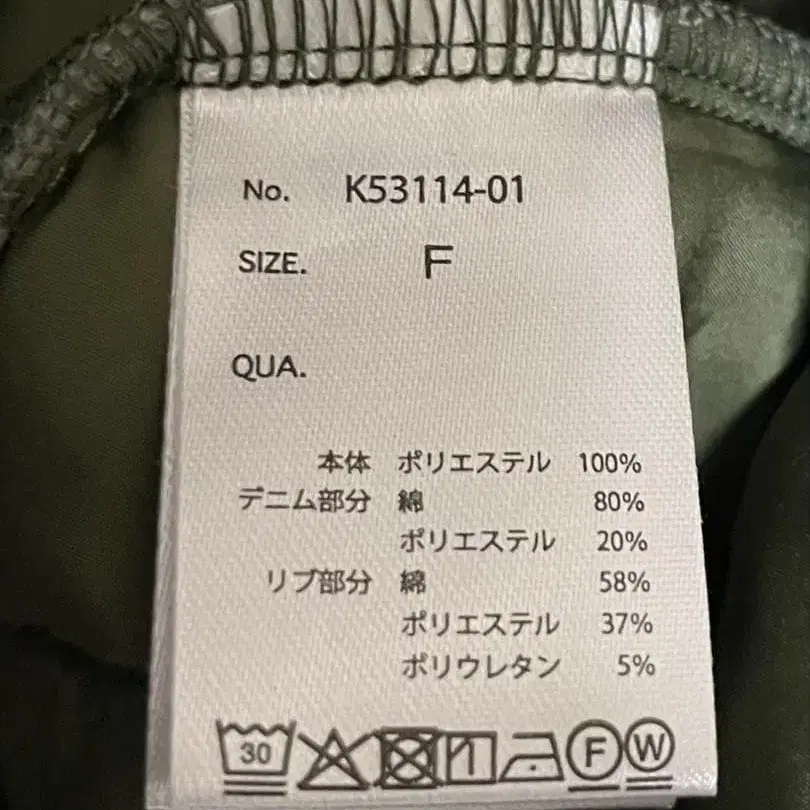 No. K53114-01
SIZE. F
QUA.
本体 ポリエステル 100%
デニム部分 綿 80%
ポリエステル 20%
リブ部分 綿 58%
ポリエステル 37%
ポリウレタン 5%
30 F W